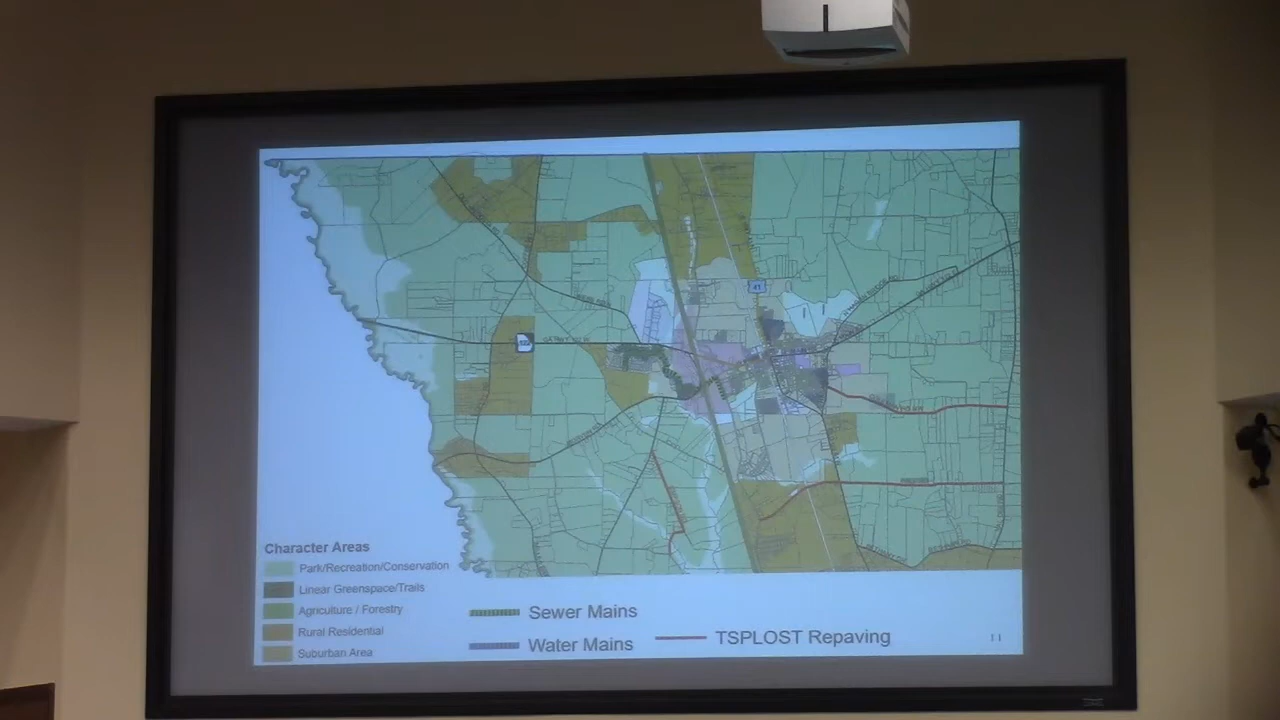 41
Character Areas
Park/Recreation/Conservation
Linear Greenspace/Trails
Agriculture / Forestry
Rural Residential
Suburban Area
Sewer Mains
Water Mains
TSPLOST Repaving
11